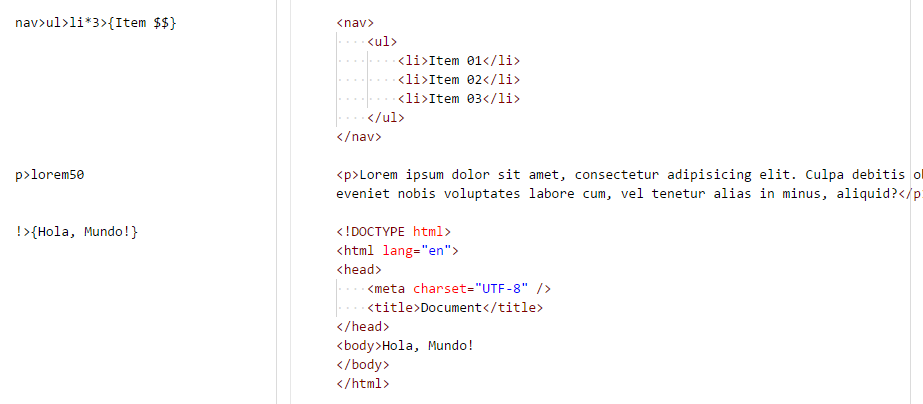 nav>ul>li*3>{Item $$}
<nav>
<ul>
<li>Item 01</li>
<li>Item 02</li>
<li>Item 03</li>
</ul>
</nav>
p>lorem50
<p>Lorem ipsum dolor sit amet, consectetur adipisicing elit. Culpa debitis
eveniet nobis voluptates labore cum, vel tenetur alias in minus, aliquid?</p
!>{Hola, Mundo!}
<!DOCTYPE html>
<html lang="en">
<head>
<meta charset="UTF-8" />
<title>Document</title>
</head>
<body>Hola, Mundo!
</body>
</html>